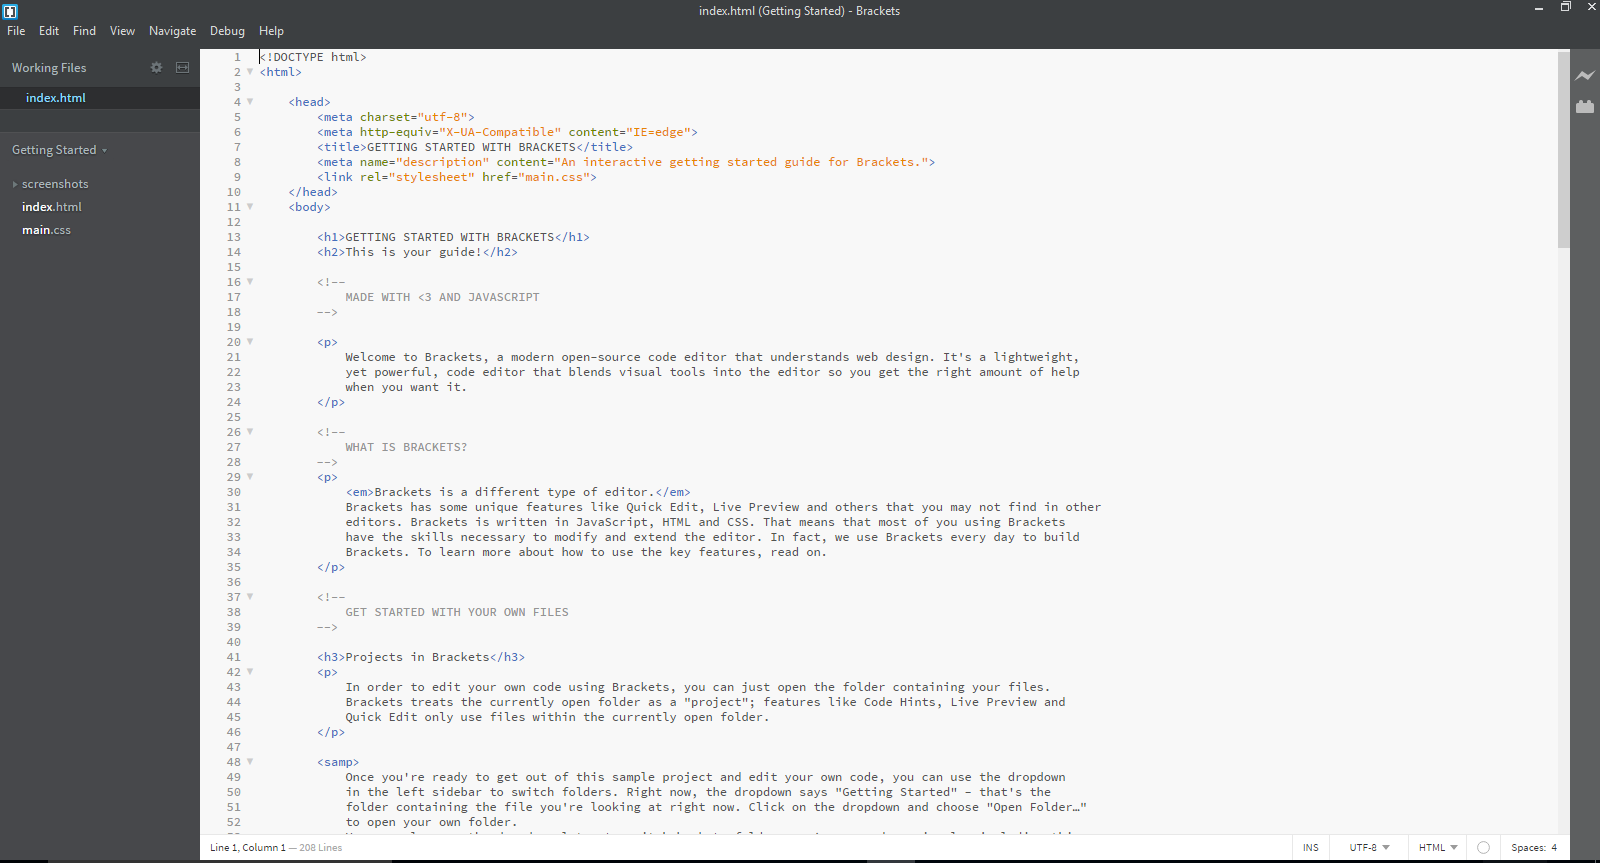 index.html (Getting Started) - Brackets
File Edit Find View Navigate Debug Help
Working Files
index.html
Getting Started
screenshots
index.html
main.css
1 <!DOCTYPE html>
2 <html>
3
4 <head>
5 <meta charset="utf-8">
6 <meta http-equiv="X-UA-Compatible" content="IE=edge">
7 <title>GETTING STARTED WITH BRACKETS</title>
8 <meta name="description" content="An interactive getting started guide for Brackets.">
9 <link rel="stylesheet" href="main.css">
10 </head>
11 <body>
12
13 <h1>GETTING STARTED WITH BRACKETS</h1>
14 <h2>This is your guide!</h2>
15
16 <!--
17 MADE WITH <3 AND JAVASCRIPT
18 -->
19
20 <p>
21 Welcome to Brackets, a modern open-source code editor that understands web design. It's a lightweight,
22 yet powerful, code editor that blends visual tools into the editor so you get the right amount of help
23 when you want it.
24 </p>
25
26 <!--
27 WHAT IS BRACKETS?
28 -->
29 <p>
30 <em>Brackets is a different type of editor.</em>
31 Brackets has some unique features like Quick Edit, Live Preview and others that you may not find in other
32 editors. Brackets is written in JavaScript, HTML and CSS. That means that most of you using Brackets
33 have the skills necessary to modify and extend the editor. In fact, we use Brackets every day to build
34 Brackets. To learn more about how to use the key features, read on.
35 </p>
36
37 <!--
38 GET STARTED WITH YOUR OWN FILES
39 -->
40
41 <h3>Projects in Brackets</h3>
42 <p>
43 In order to edit your own code using Brackets, you can just open the folder containing your files.
44 Brackets treats the currently open folder as a "project"; features like Code Hints, Live Preview and
45 Quick Edit only use files within the currently open folder.
46 </p>
47
48 <samp>
49 Once you're ready to get out of this sample project and edit your own code, you can use the dropdown
50 in the left sidebar to switch folders. Right now, the dropdown says "Getting Started" - that's the
51 folder containing the file you're looking at right now. Click on the dropdown and choose "Open Folder…"
52 to open your own folder.
Line 1, Column 1 — 208 Lines
INS UTF-8 HTML Spaces: 4